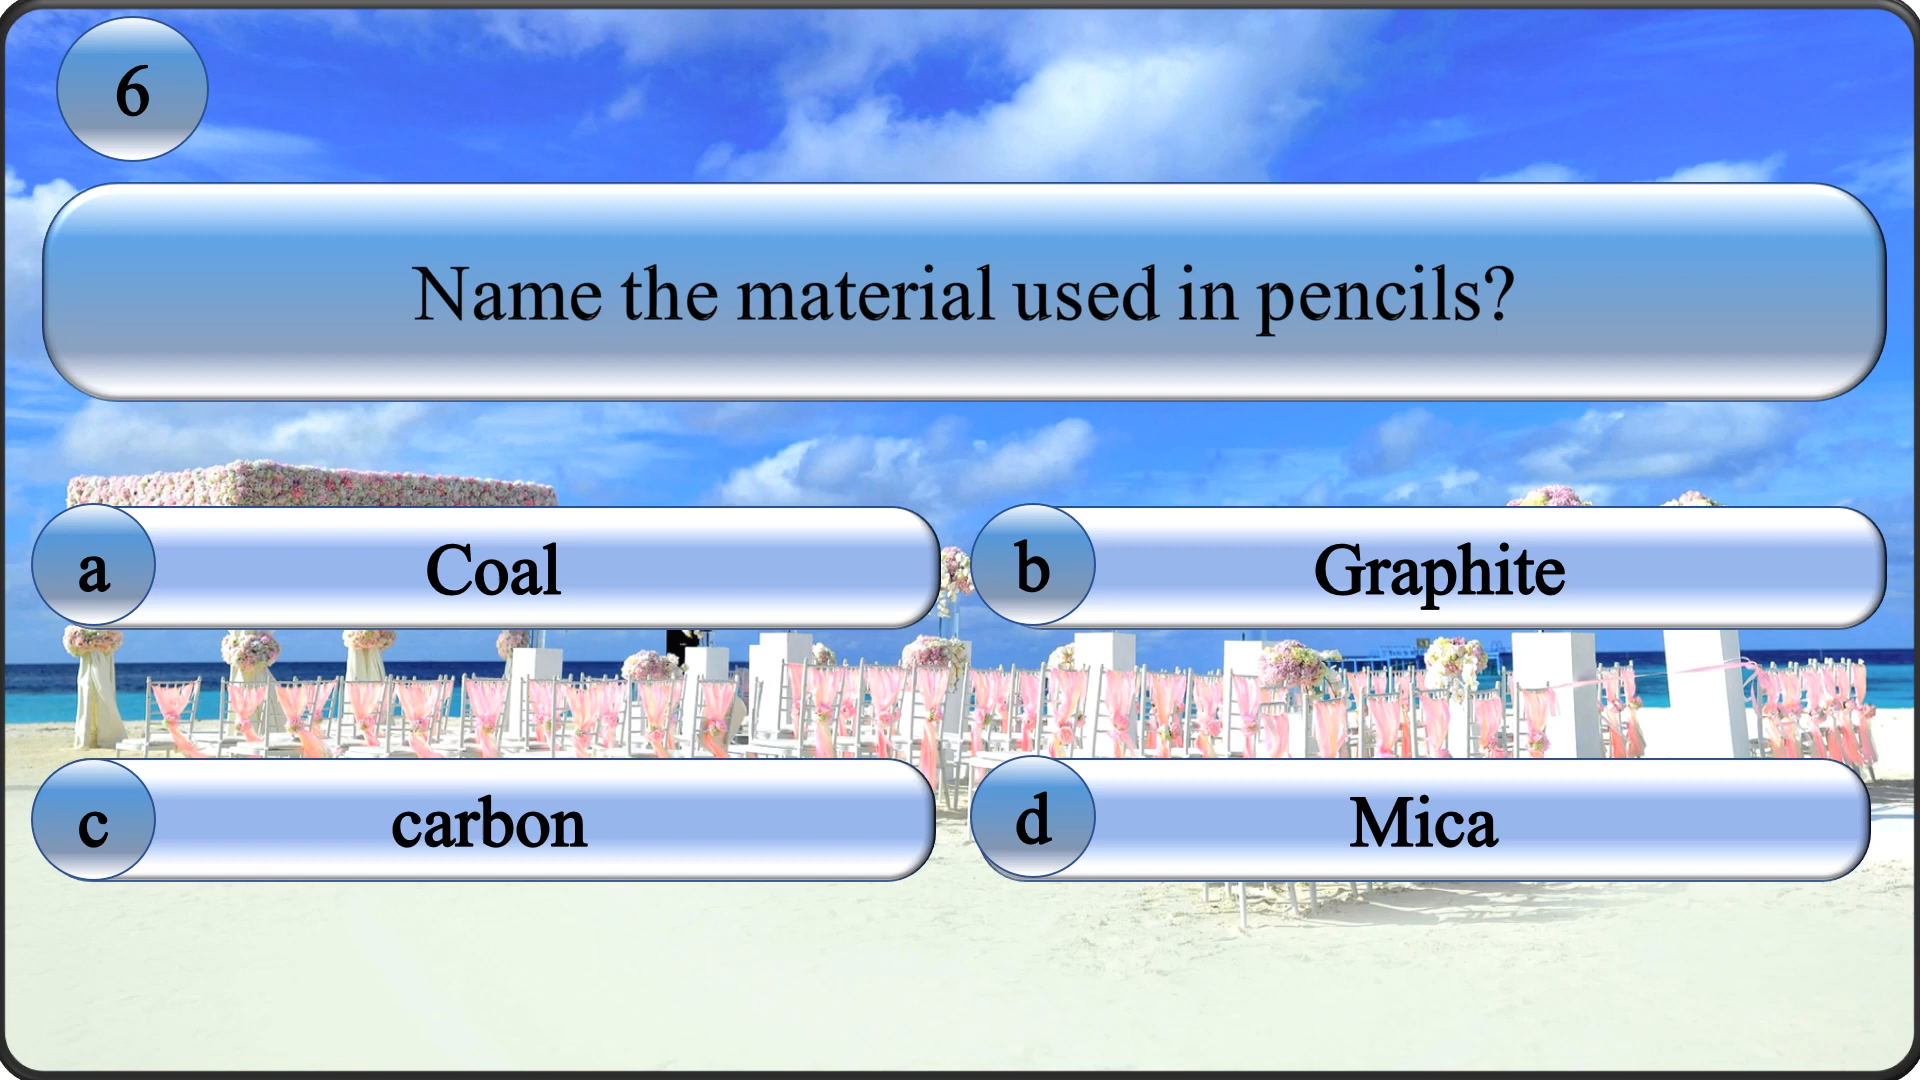 6
Name the material used in pencils?
a Coal
b Graphite
c carbon
d Mica